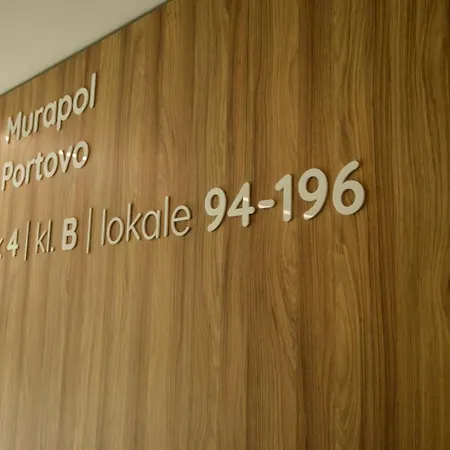 Murapol
Portovo
4 | kl. B | lokale 94-196